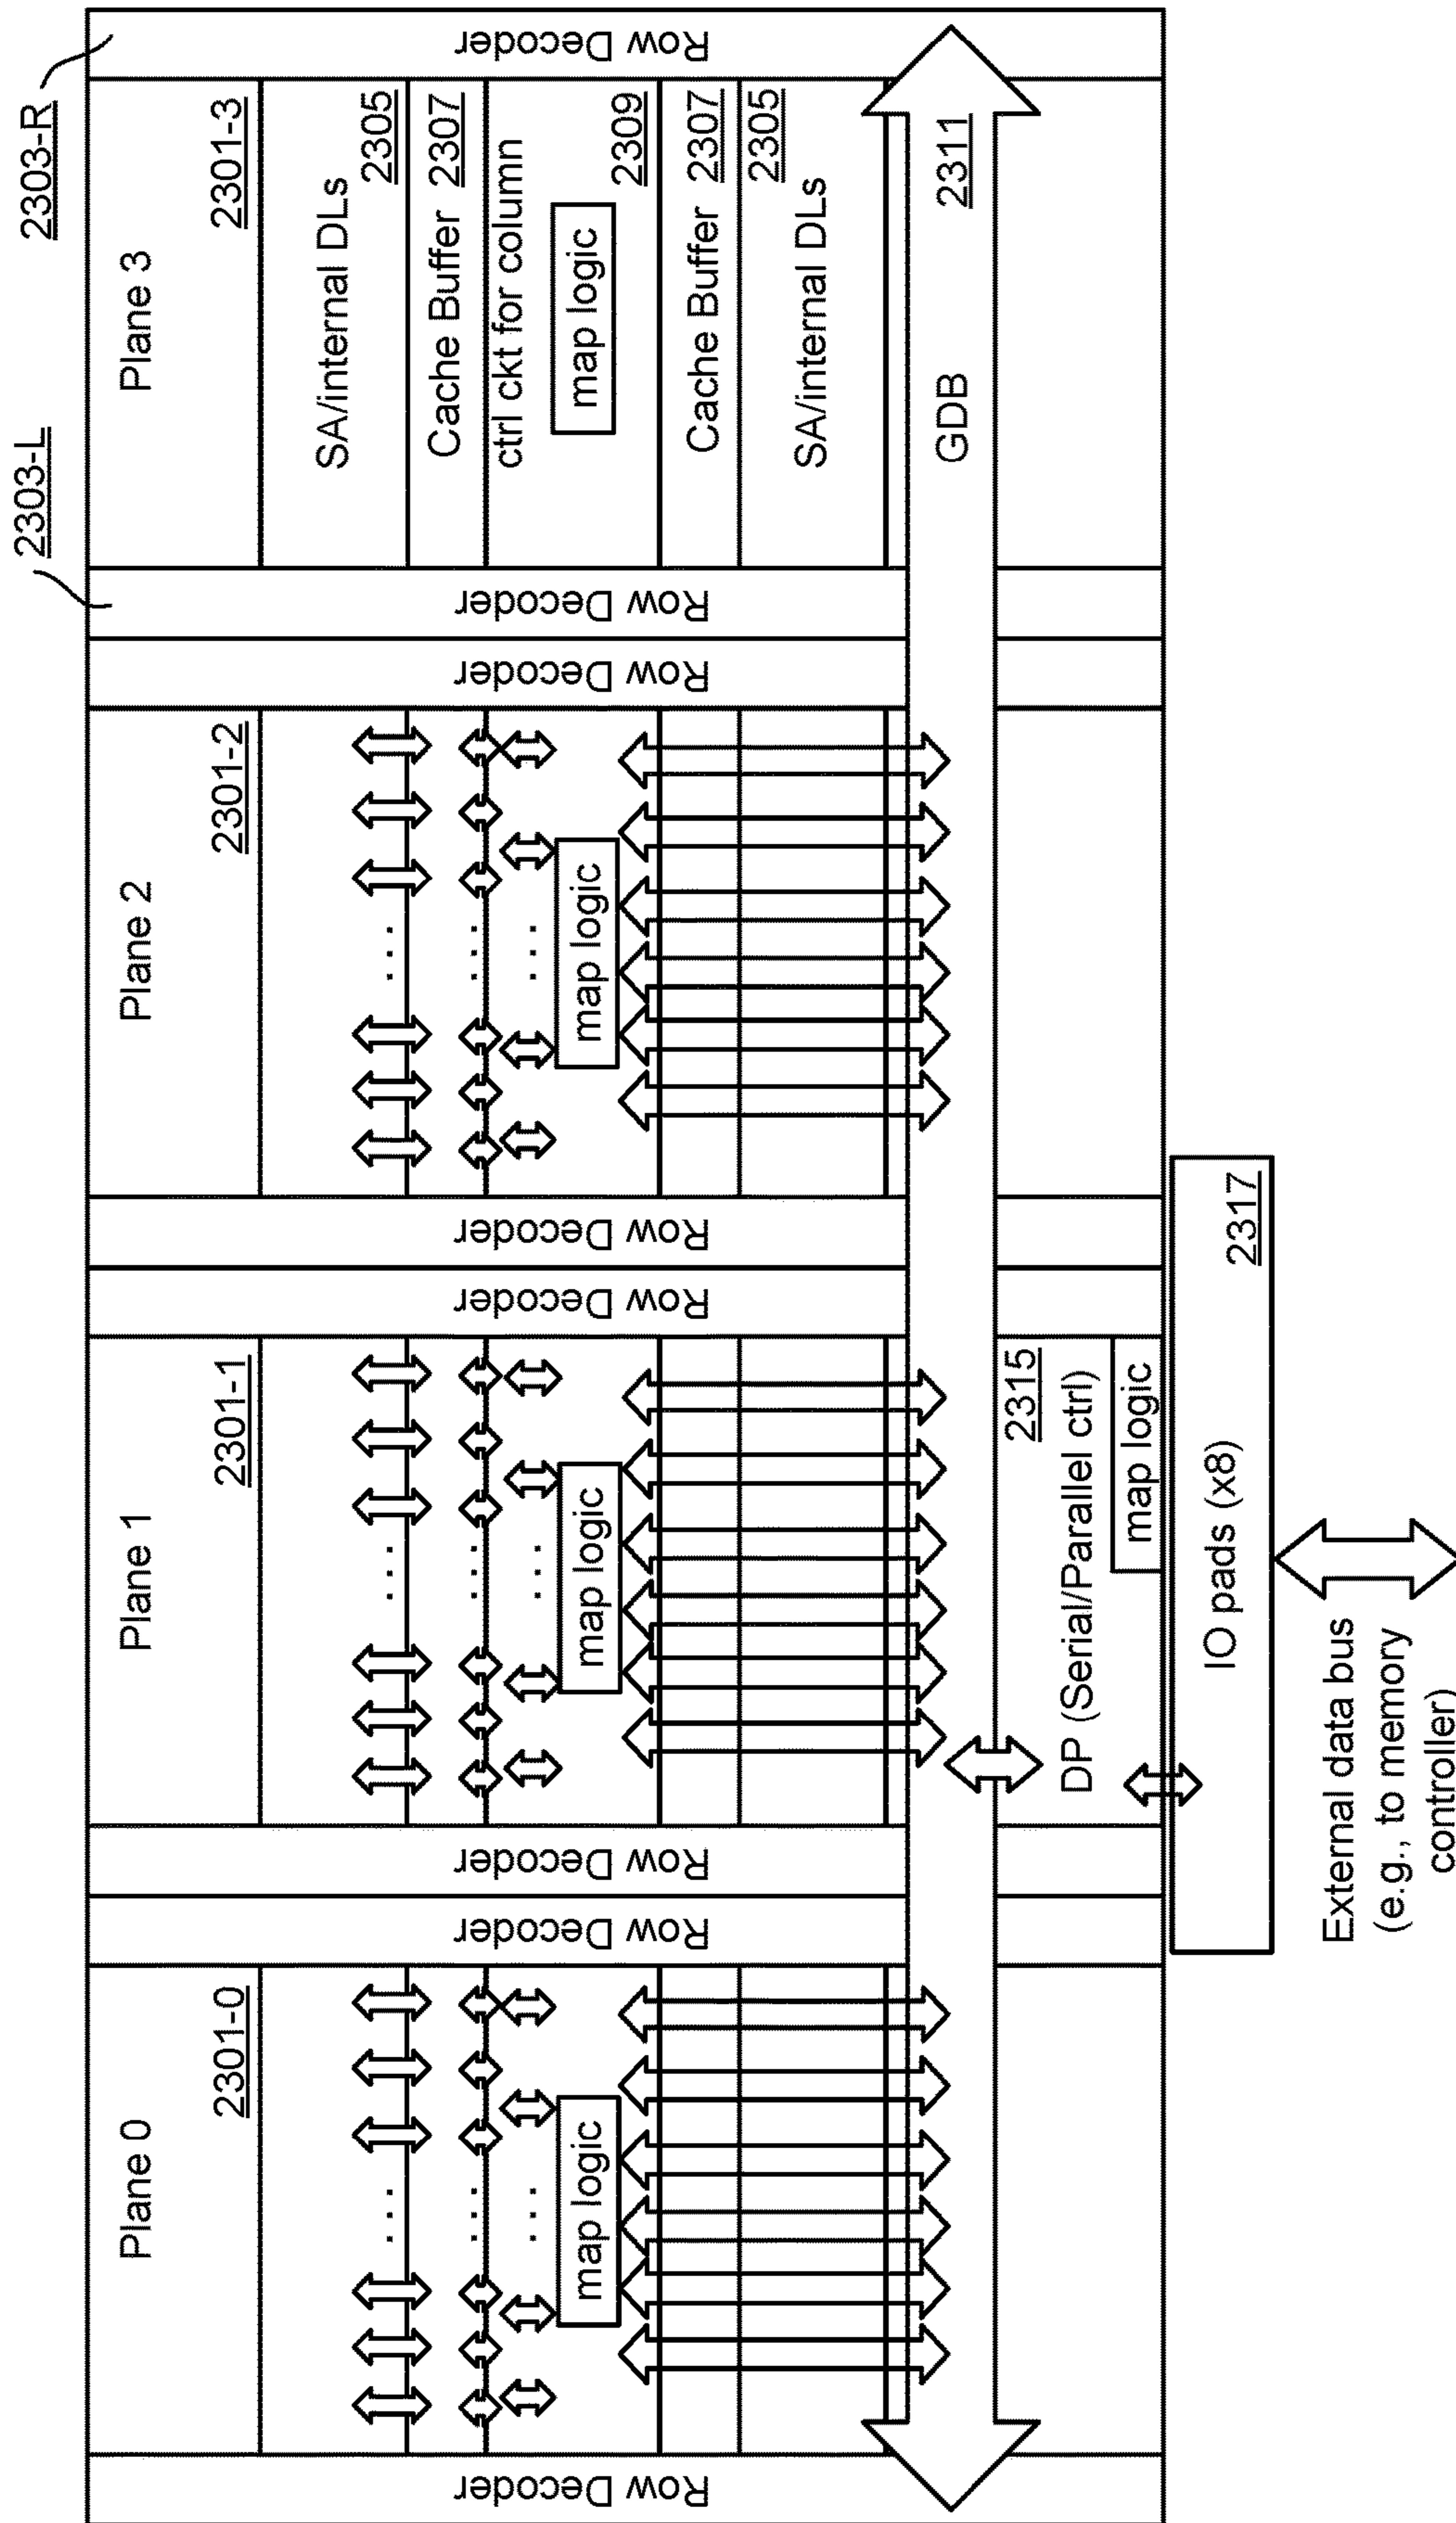 2303-L
2303-R
Plane 0
2301-0
Plane 1
2301-1
Plane 2
2301-2
Plane 3
2301-3
Row Decoder
Row Decoder
Row Decoder
Row Decoder
Row Decoder
Row Decoder
Row Decoder
Row Decoder
SA/internal DLs
2305
Cache Buffer 2307
ctrl ckt for column
2309
. . .
. . .
. . .
. . .
. . .
. . .
. . .
. . .
. . .
map logic
map logic
map logic
map logic
Cache Buffer 2307
2305
SA/internal DLs
GDB
2311
2315
DP (Serial/Parallel ctrl)
map logic
2317
IO pads (x8)
External data bus
(e.g., to memory
controller)